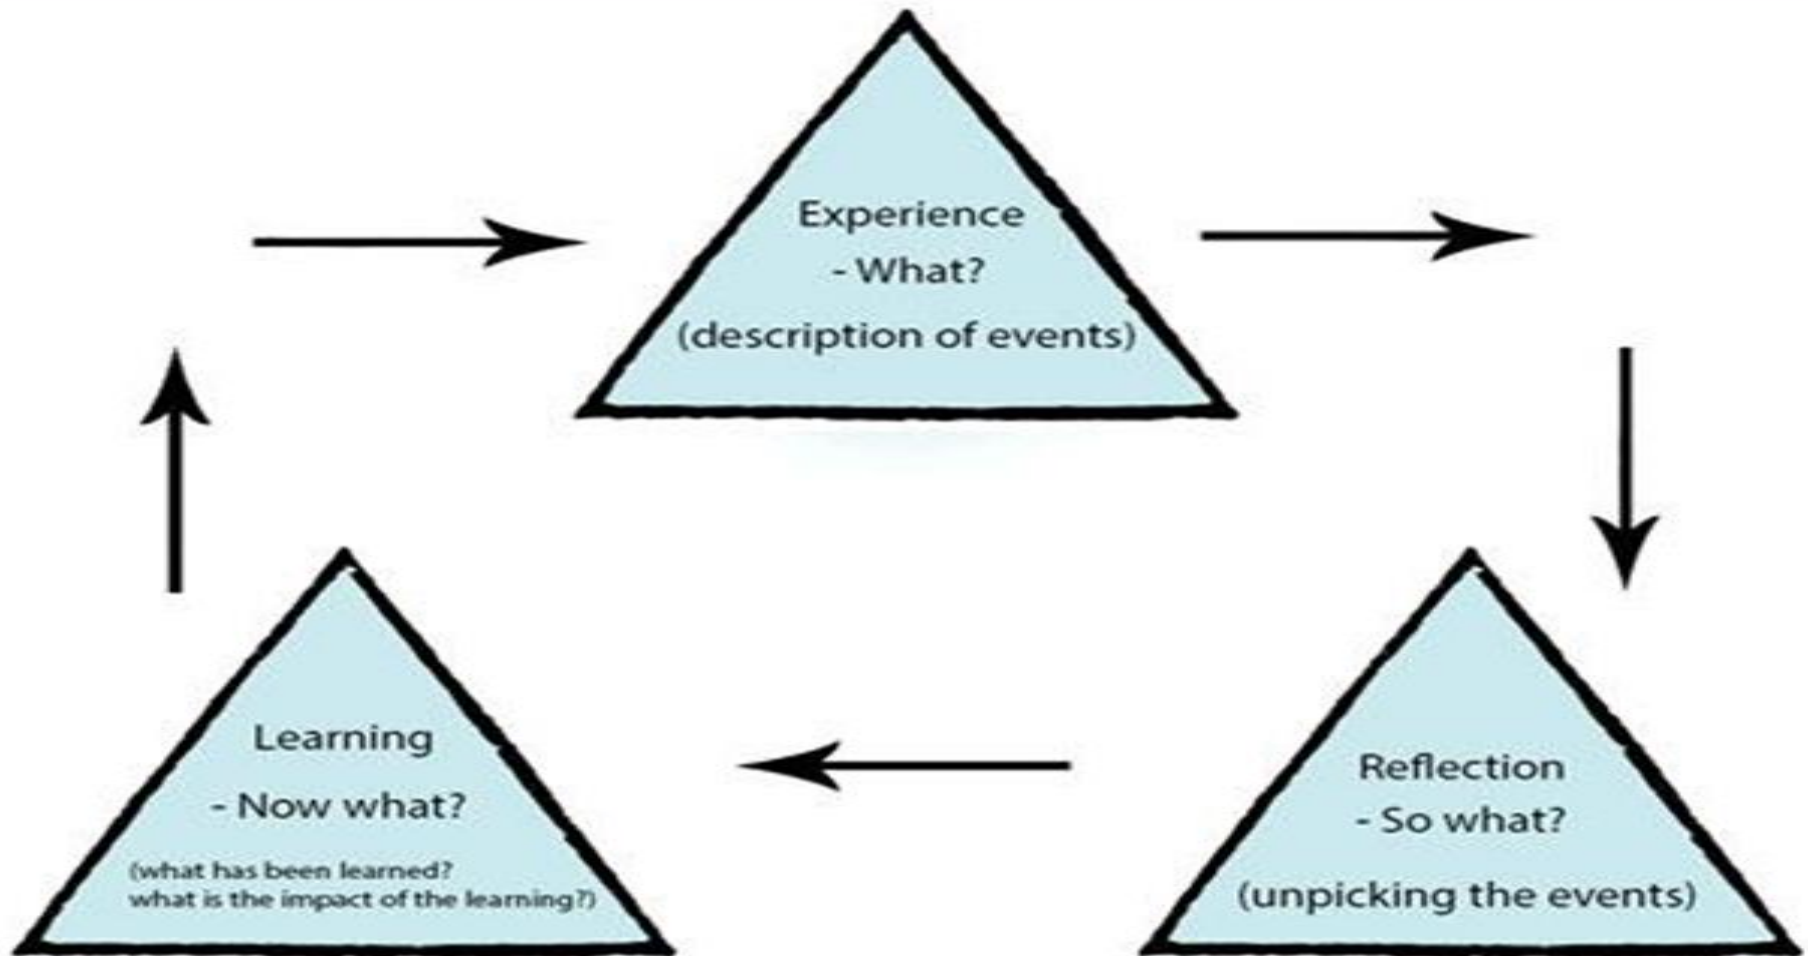 Experience
- What?
(description of events)
Learning
- Now what?
(what has been learned?
what is the impact of the learning?)
Reflection
- So what?
(unpicking the events)